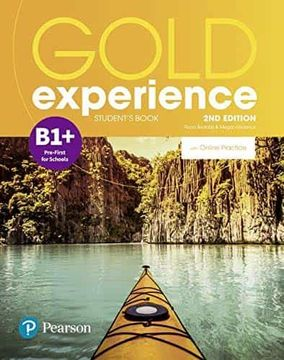 GOLD
experience
STUDENT'S BOOK
2ND EDITION
B1+
Pre-First
for Schools
with Online Practice
Pearson